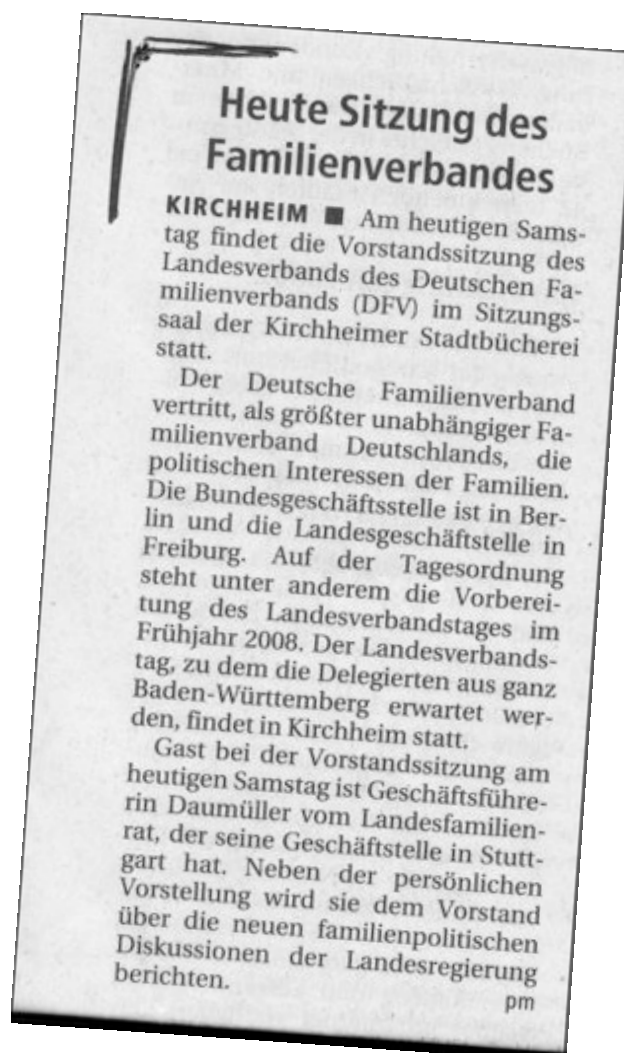 Heute Sitzung des
Familienverbandes
KIRCHHEIM ■ Am heutigen Sams-
tag findet die Vorstandssitzung des
Landesverbands des Deutschen Fa-
milienverbands (DFV) im Sitzungs-
saal der Kirchheimer Stadtbücherei
statt.
Der Deutsche Familienverband
vertritt, als größter unabhängiger Fa-
milienverband Deutschlands, die
politischen Interessen der Familien.
Die Bundesgeschäftsstelle ist in Ber-
lin und die Landesgeschäftstelle in
Freiburg. Auf der Tagesordnung
steht unter anderem die Vorberei-
tung des Landesverbandstages im
Frühjahr 2008. Der Landesverbands-
tag, zu dem die Delegierten aus ganz
Baden-Württemberg erwartet wer-
den, findet in Kirchheim statt.
Gast bei der Vorstandssitzung am
heutigen Samstag ist Geschäftsführe-
rin Daumüller vom Landesfamilien-
rat, der seine Geschäftstelle in Stutt-
gart hat. Neben der persönlichen
Vorstellung wird sie dem Vorstand
über die neuen familienpolitischen
Diskussionen der Landesregierung
berichten.
pm